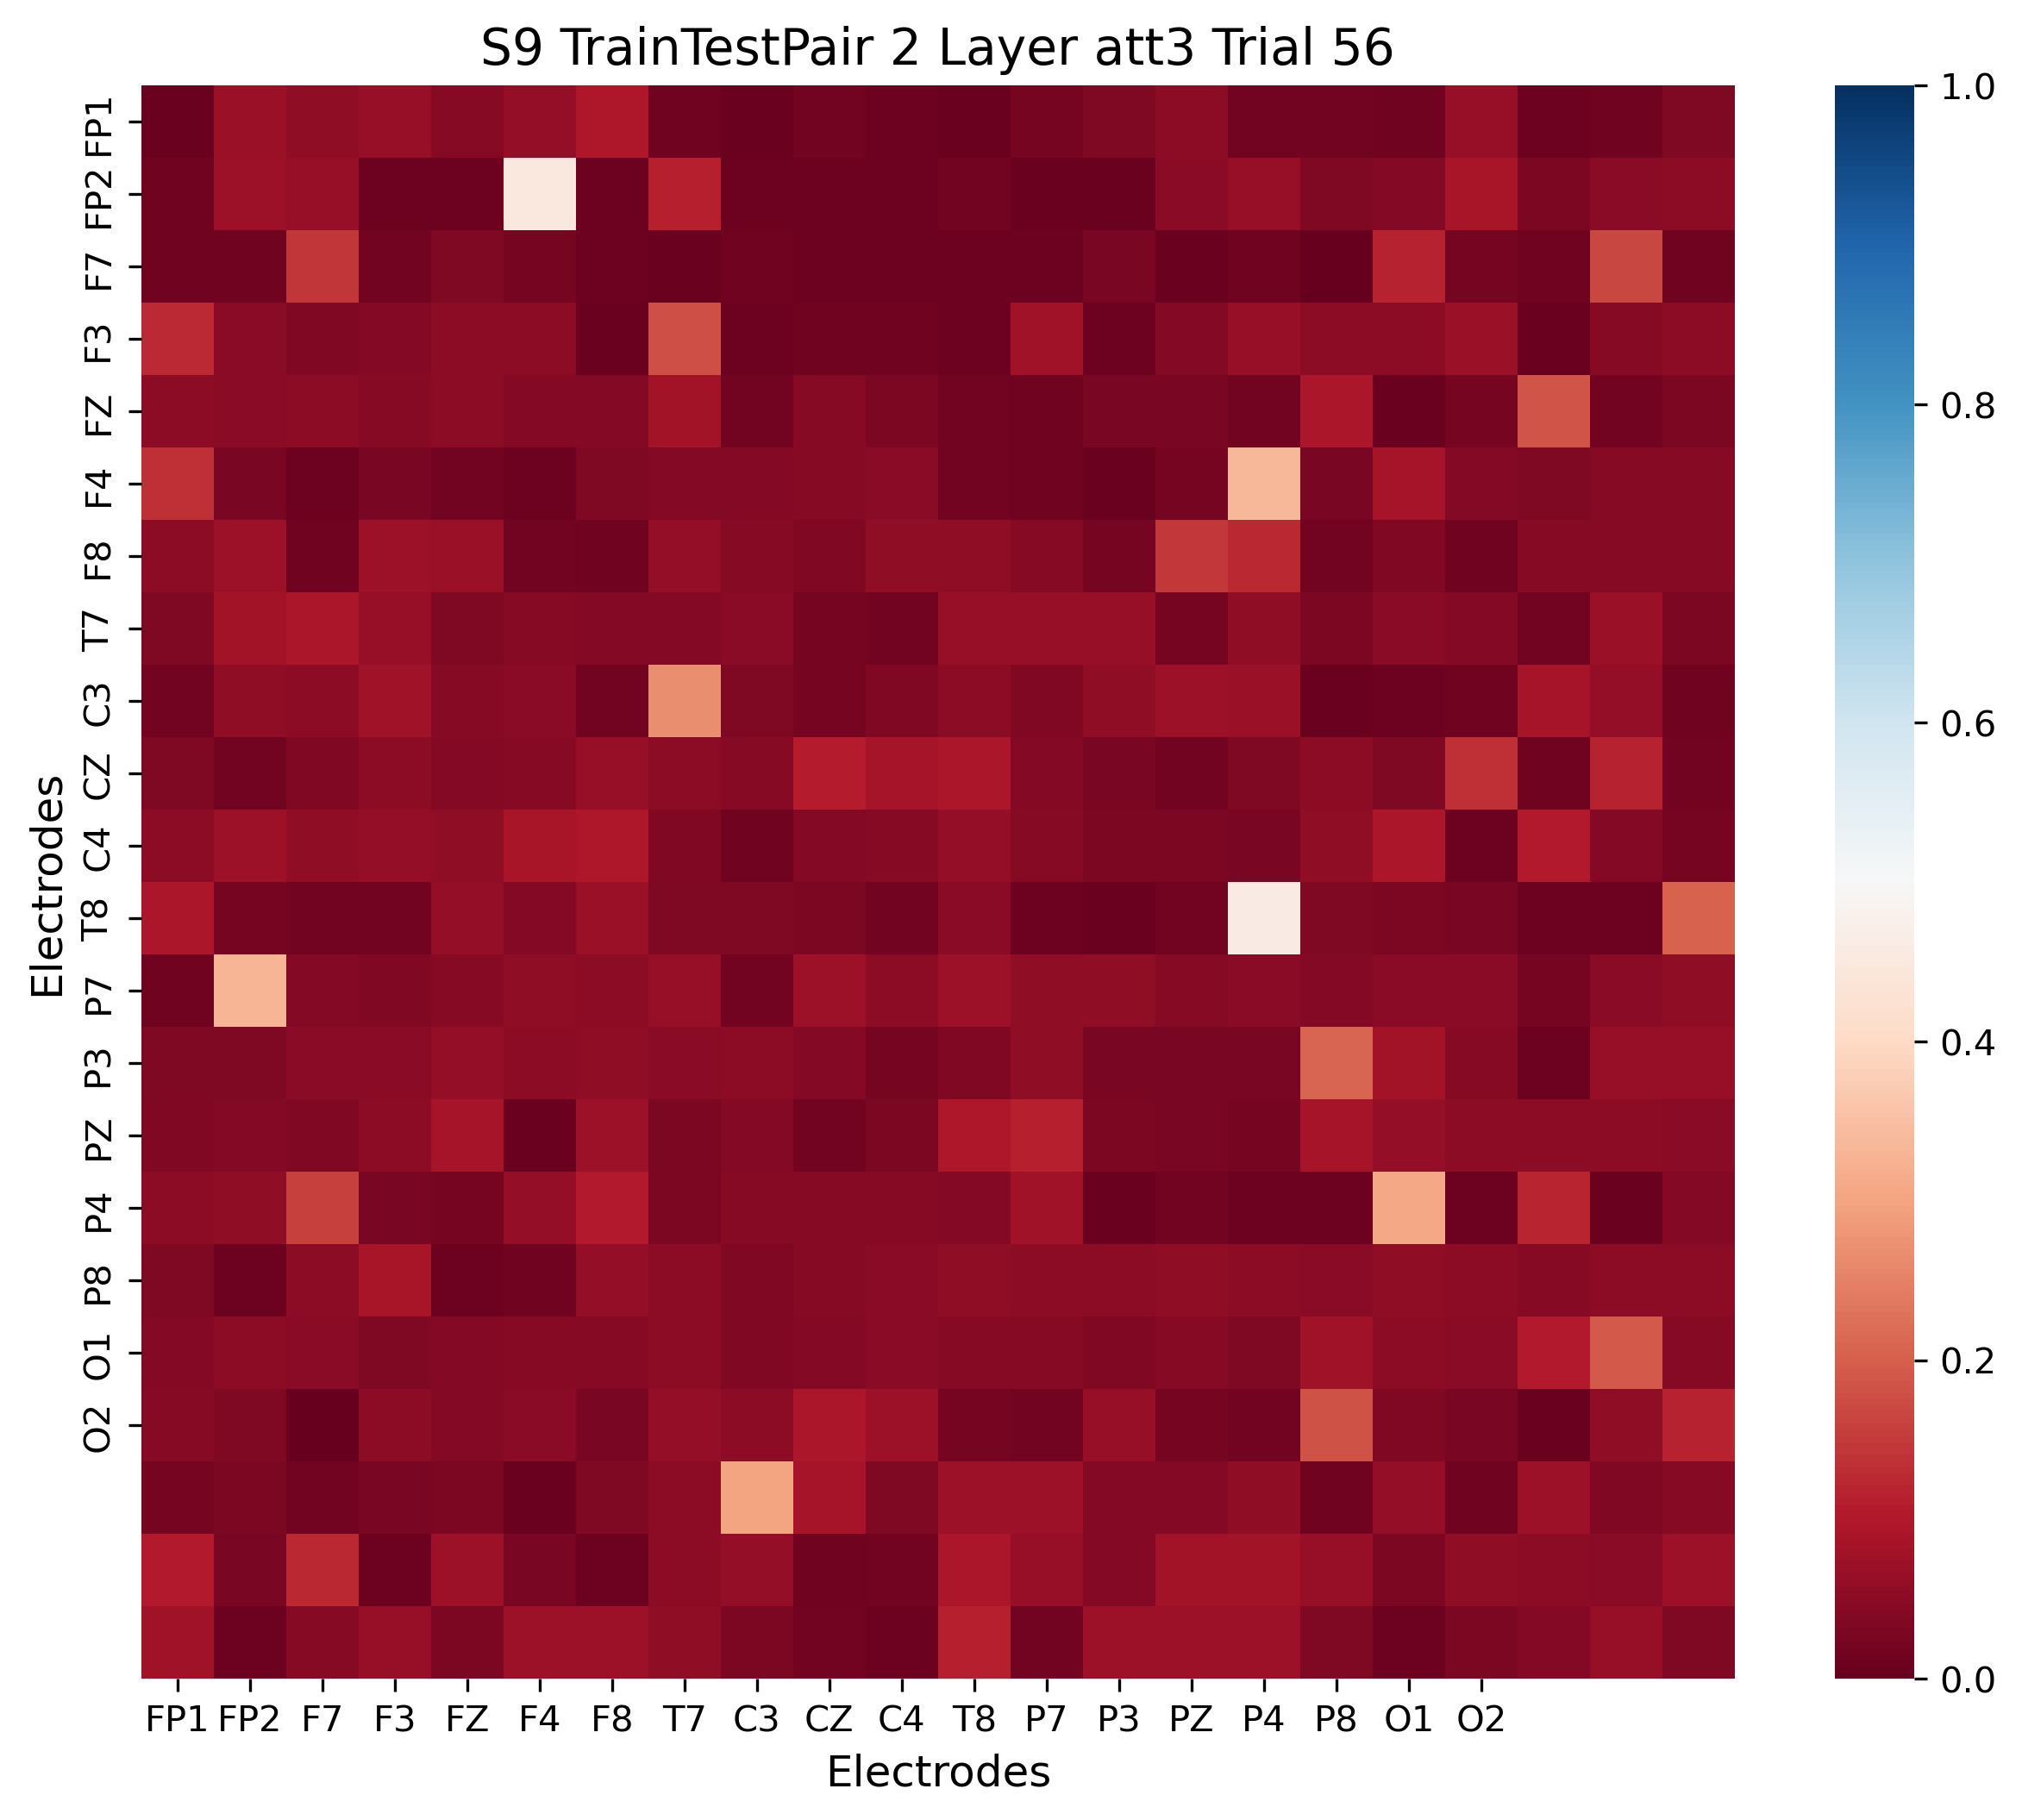 S9 TrainTestPair 2 Layer att3 Trial 56
Electrodes
FP1
FP2
F7
F3
FZ
F4
F8
T7
C3
CZ
C4
T8
P7
P3
PZ
P4
P8
O1
O2
FP1 FP2 F7 F3 FZ F4 F8 T7 C3 CZ C4 T8 P7 P3 PZ P4 P8 O1 O2
Electrodes
1.0
0.8
0.6
0.4
0.2
0.0